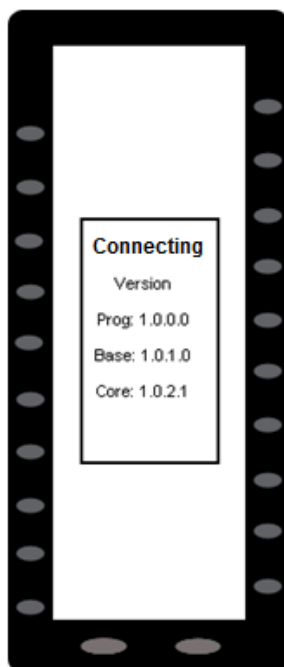 Connecting
Version
Prog: 1.0.0.0
Base: 1.0.1.0
Core: 1.0.2.1